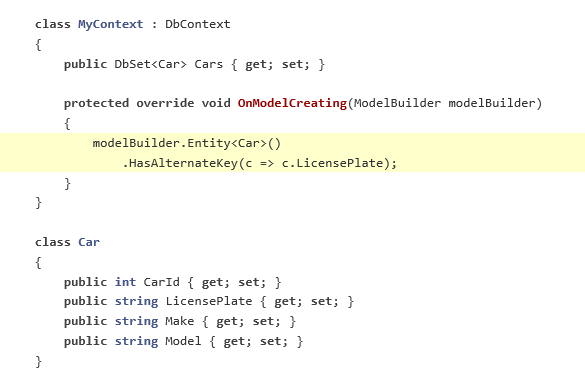 class MyContext : DbContext
{
    public DbSet<Car> Cars { get; set; }
    protected override void OnModelCreating(ModelBuilder modelBuilder)
    {
        modelBuilder.Entity<Car>()
            .HasAlternateKey(c => c.LicensePlate);
    }
}
class Car
{
    public int CarId { get; set; }
    public string LicensePlate { get; set; }
    public string Make { get; set; }
    public string Model { get; set; }
}